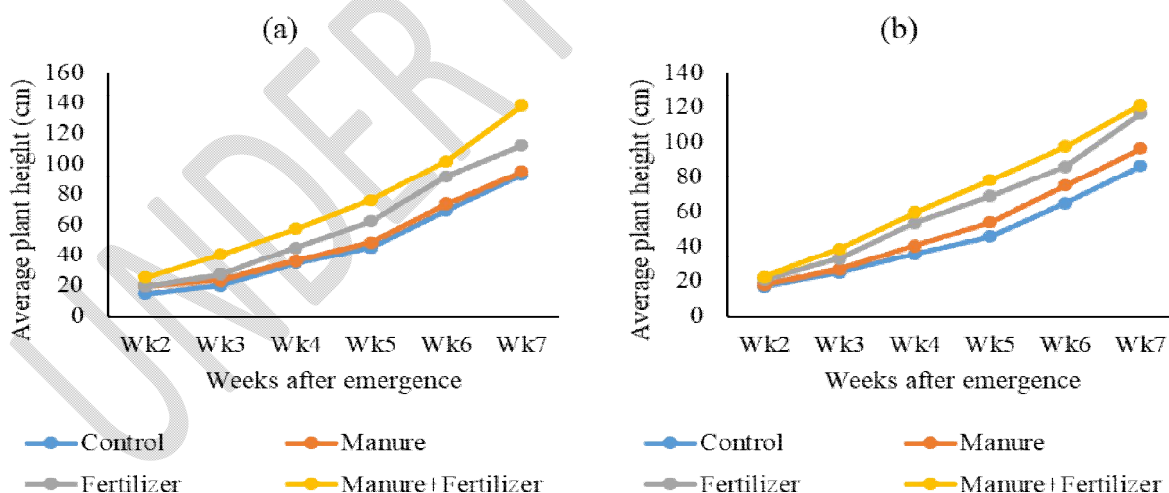 (a)
Average plant height (cm)
160
140
120
100
80
60
40
20
0
Wk2 Wk3 Wk4 Wk5 Wk6 Wk7
Weeks after emergence
Control Manure
Fertilizer Manure+Fertilizer
(b)
Average plant height (cm)
140
120
100
80
60
40
20
0
Wk2 Wk3 Wk4 Wk5 Wk6 Wk7
Weeks after emergence
Control Manure
Fertilizer Manure+Fertilizer
UNDER